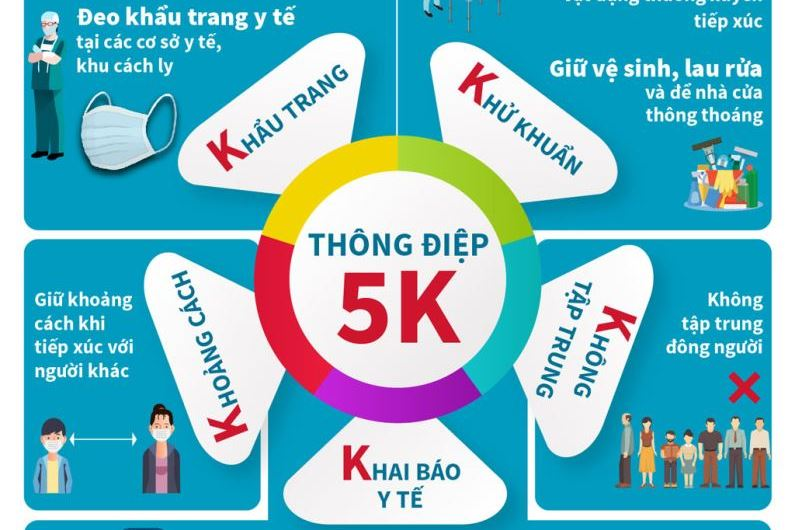 Đeo khẩu trang y tế
tại các cơ sở y tế,
khu cách ly
KHẨU TRANG
tiếp xúc
Giữ vệ sinh, lau rửa
và để nhà cửa
thông thoáng
KHỬ KHUẨN
THÔNG ĐIỆP
5K
Giữ khoảng
cách khi
tiếp xúc với
người khác
KHOẢNG CÁCH
KHÔNG
TẬP TRUNG
Không
tập trung
đông người
KHAI BÁO
Y TẾ